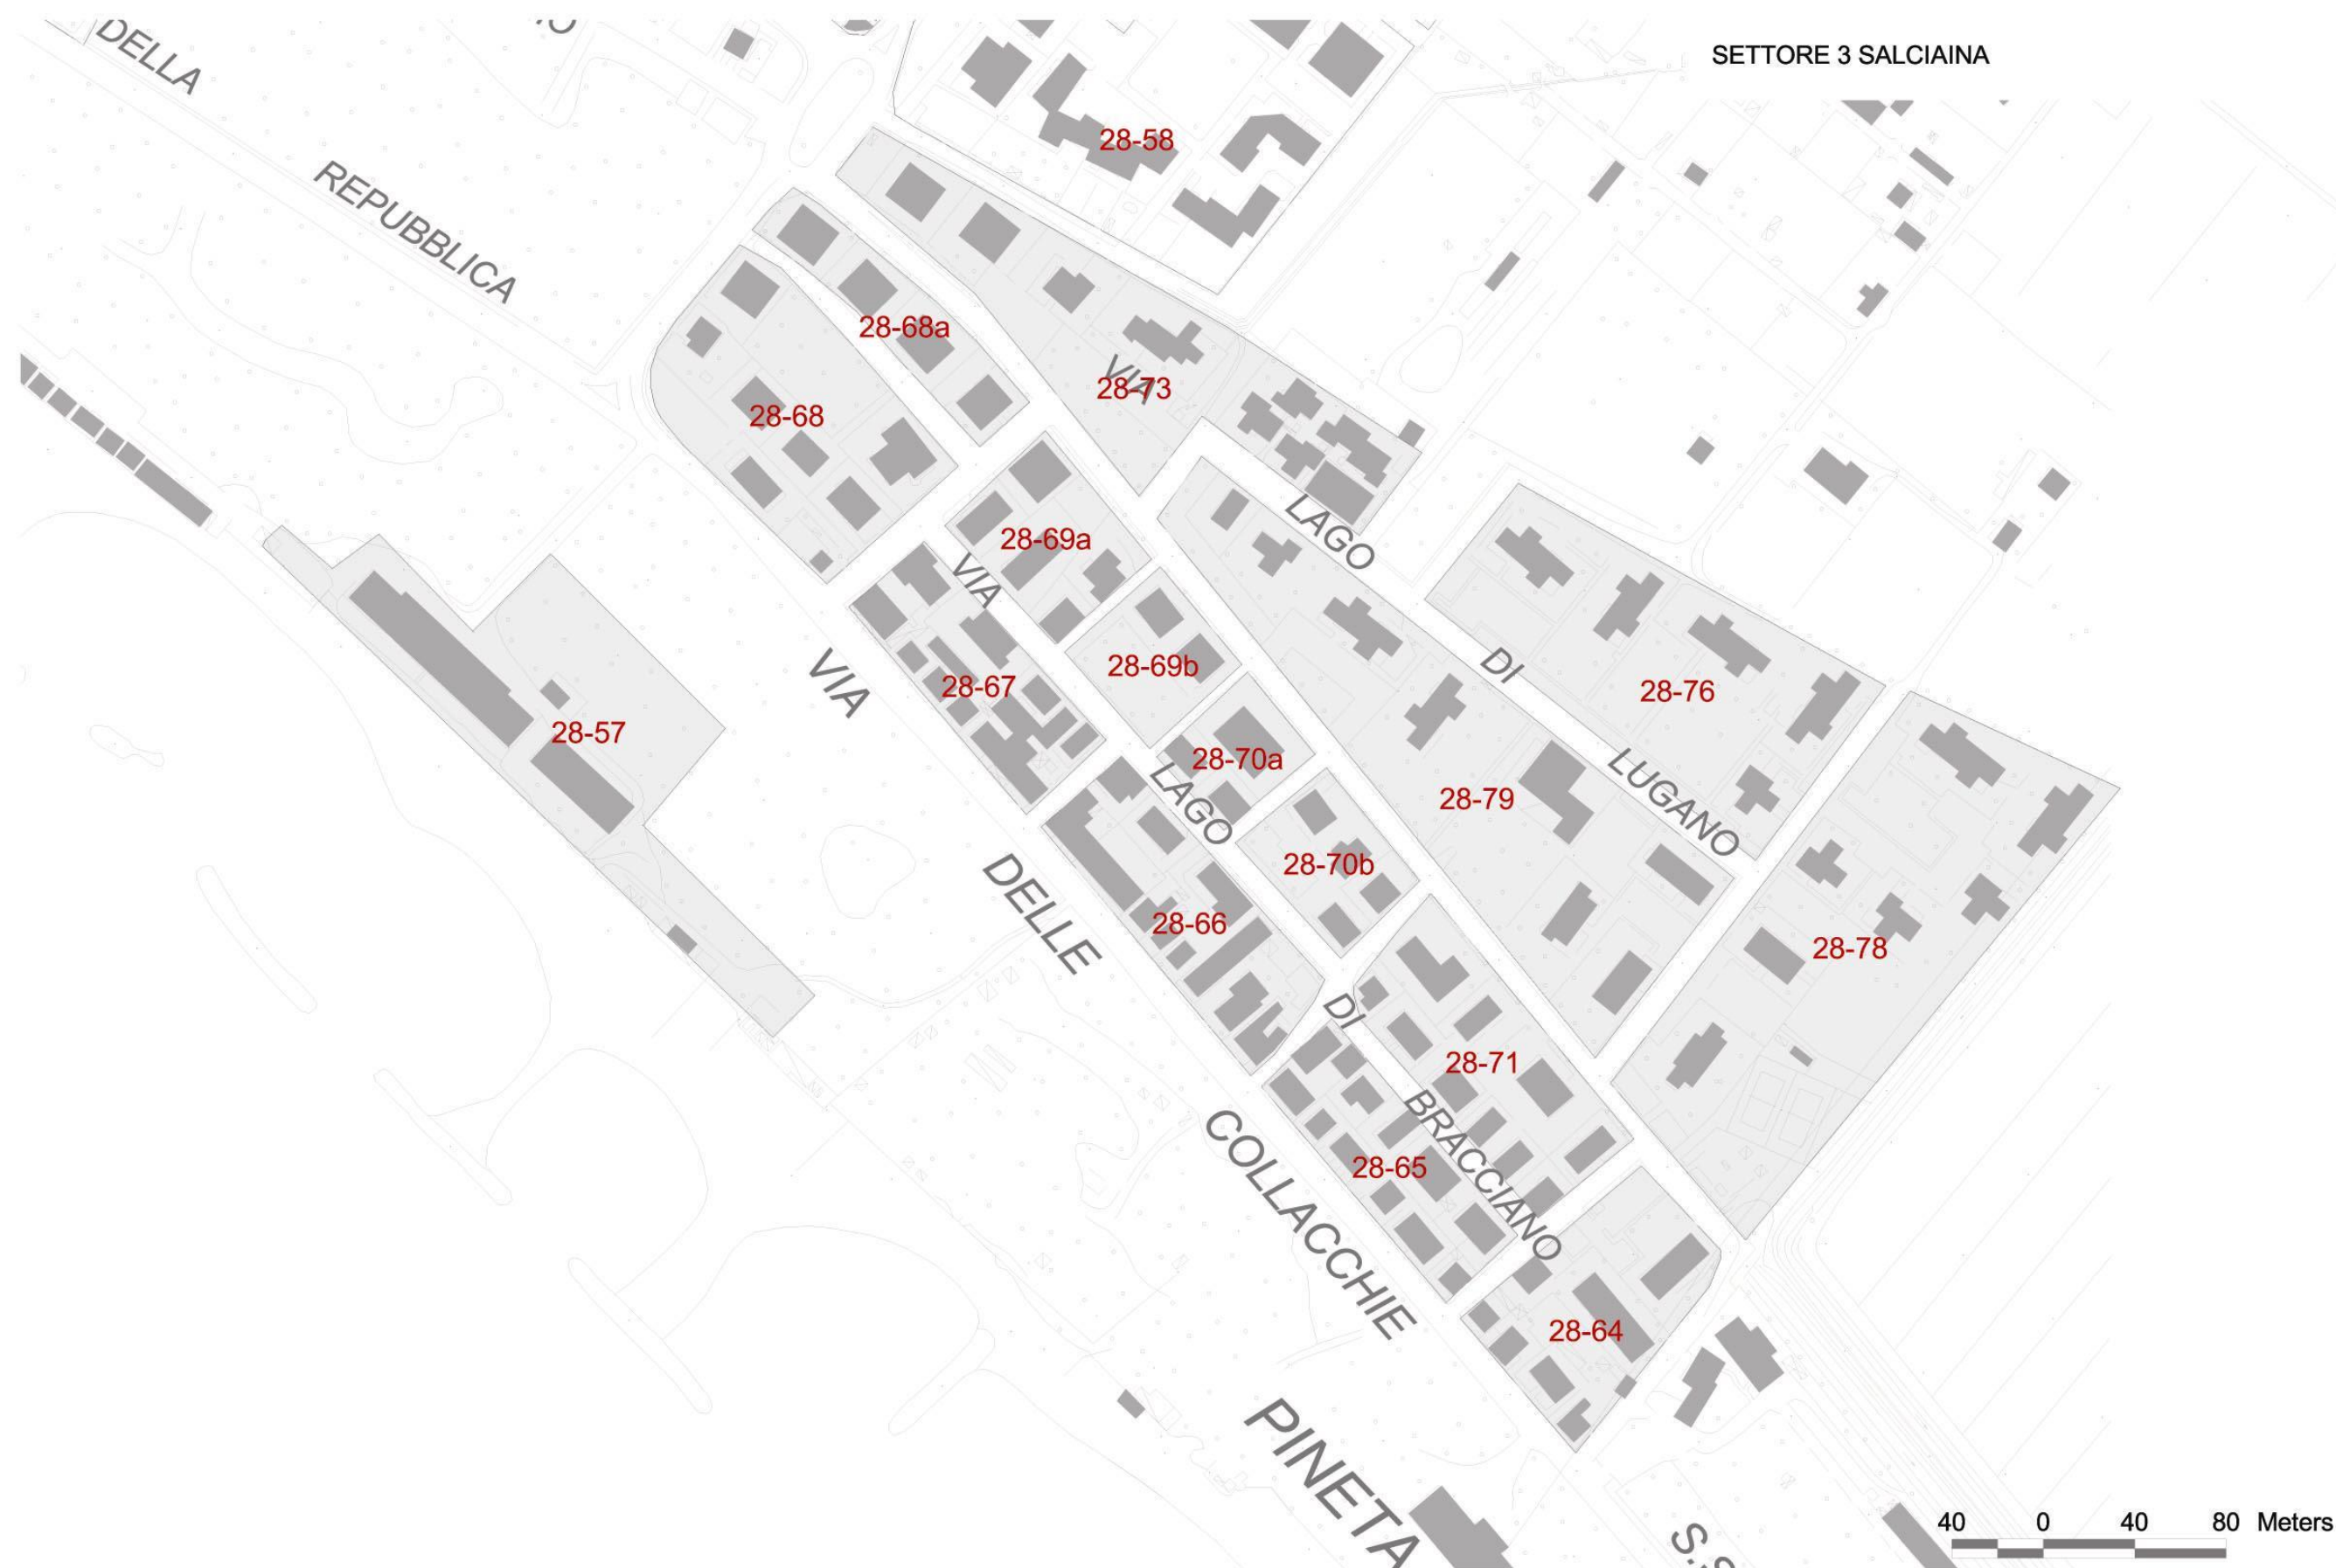 SETTORE 3 SALCIAINA
DELLA
REPUBBLICA
28-58
28-68a
28-73
VIA
28-68
LAGO
28-69a
VIA
28-69b
DI
28-76
28-67
VIA
28-57
28-70a
LAGO
LUGANO
28-79
28-70b
DELLE
28-66
28-78
DI
28-71
BRACCIANO
28-65
COLLACCHIE
28-64
PINETA
S.S
40 0 40 80 Meters